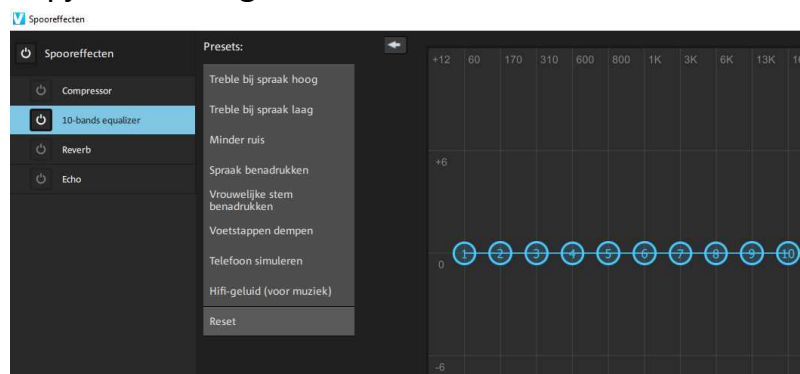 Spooreffecten
Spooreffecten
Compressor
10-bands equalizer
Reverb
Echo
Presets:
Treble bij spraak hoog
Treble bij spraak laag
Minder ruis
Spraak benadrukken
Vrouwelijke stem
benadrukken
Voetstappen dempen
Telefoon simuleren
Hifi-geluid (voor muziek)
Reset
+12 60 170 310 600 800 1K 3K 6K 13K
+6
1 2 3 4 5 6 7 8 9 10
0
-6